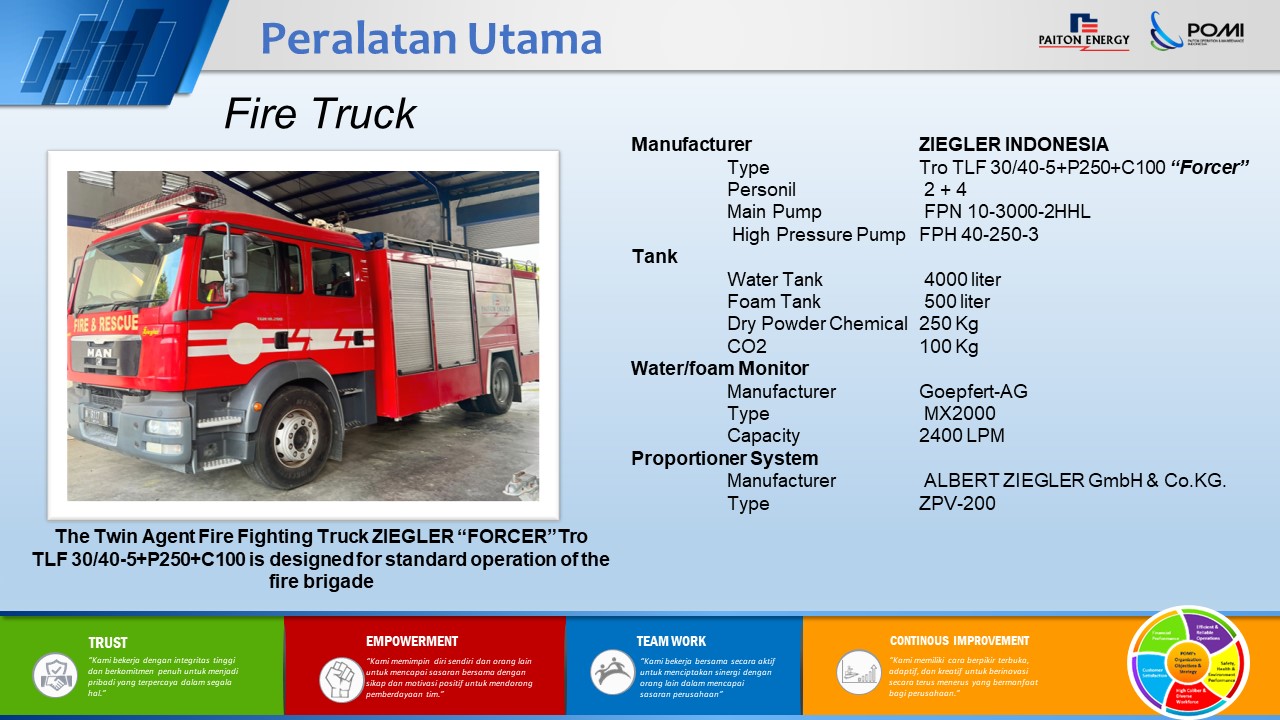 Peralatan Utama
PAITON ENERGY
POMI
PAITON OPERATION & MAINTENANCE
INDONESIA
Fire Truck
FIRE & RESCUE
MAN
Manufacturer ZIEGLER INDONESIA
Type Tro TLF 30/40-5+P250+C100 “Forcer”
Personil 2 + 4
Main Pump FPN 10-3000-2HHL
High Pressure Pump FPH 40-250-3
Tank
Water Tank 4000 liter
Foam Tank 500 liter
Dry Powder Chemical 250 Kg
CO2 100 Kg
Water/foam Monitor
Manufacturer Goepfert-AG
Type MX2000
Capacity 2400 LPM
Proportioner System
Manufacturer ALBERT ZIEGLER GmbH & Co.KG.
Type ZPV-200
The Twin Agent Fire Fighting Truck ZIEGLER “FORCER” Tro
TLF 30/40-5+P250+C100 is designed for standard operation of the
fire brigade
TRUST
“Kami bekerja dengan integritas tinggi
dan berkomitmen penuh untuk menjadi
pribadi yang terpercaya dalam segala
hal.”
EMPOWERMENT
“Kami memimpin diri sendiri dan orang lain
untuk mencapai sasaran bersama dengan
sikap dan motivasi positif untuk mendorong
pemberdayaan tim.”
TEAM WORK
“Kami bekerja bersama secara aktif
untuk menciptakan sinergi dengan
orang lain dalam mencapai
sasaran perusahaan”
CONTINOUS IMPROVEMENT
“Kami memiliki cara berpikir terbuka,
adaptif, dan kreatif untuk berinovasi
secara terus menerus yang bermanfaat
bagi perusahaan.”
Financial
Performance
Efficient &
Reliable
Operations
Safety,
Health &
Environment
Performance
High Caliber &
Diverse
Workforce
Customer
Satisfaction
POMI's
Organization
Objectives &
Strategy